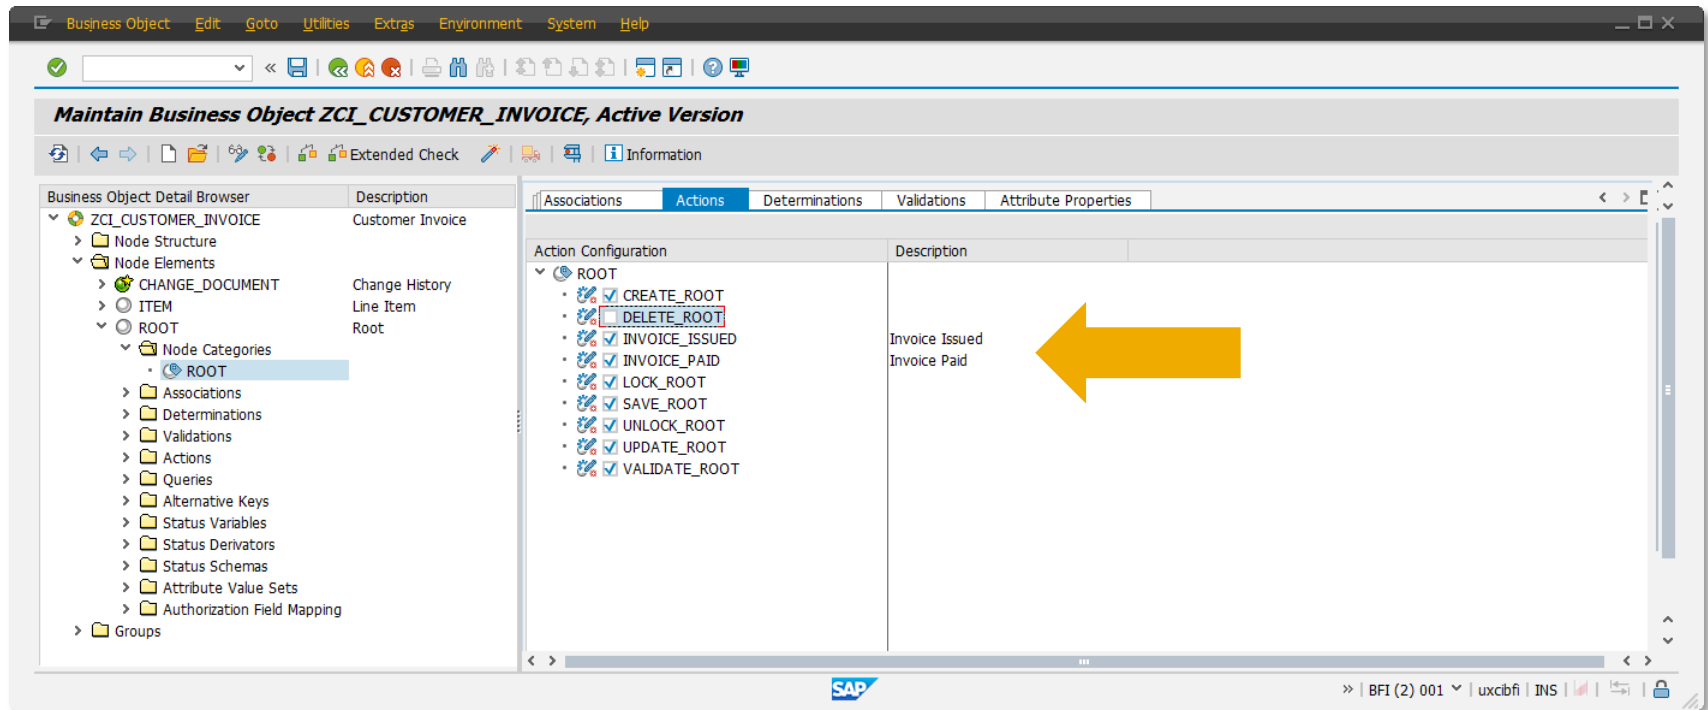 Business Object Edit Goto Utilities Extras Environment System Help
Maintain Business Object ZCI_CUSTOMER_INVOICE, Active Version
Extended Check Information
Business Object Detail Browser Description
ZCI_CUSTOMER_INVOICE Customer Invoice
Node Structure
Node Elements
CHANGE_DOCUMENT Change History
ITEM Line Item
ROOT Root
Node Categories
ROOT
Associations
Determinations
Validations
Actions
Queries
Alternative Keys
Status Variables
Status Derivators
Status Schemas
Attribute Value Sets
Authorization Field Mapping
Groups
Associations Actions Determinations Validations Attribute Properties
Action Configuration Description
ROOT
CREATE_ROOT
DELETE_ROOT
INVOICE_ISSUED Invoice Issued
INVOICE_PAID Invoice Paid
LOCK_ROOT
SAVE_ROOT
UNLOCK_ROOT
UPDATE_ROOT
VALIDATE_ROOT
SAP
BFI (2) 001 uxcibfi INS